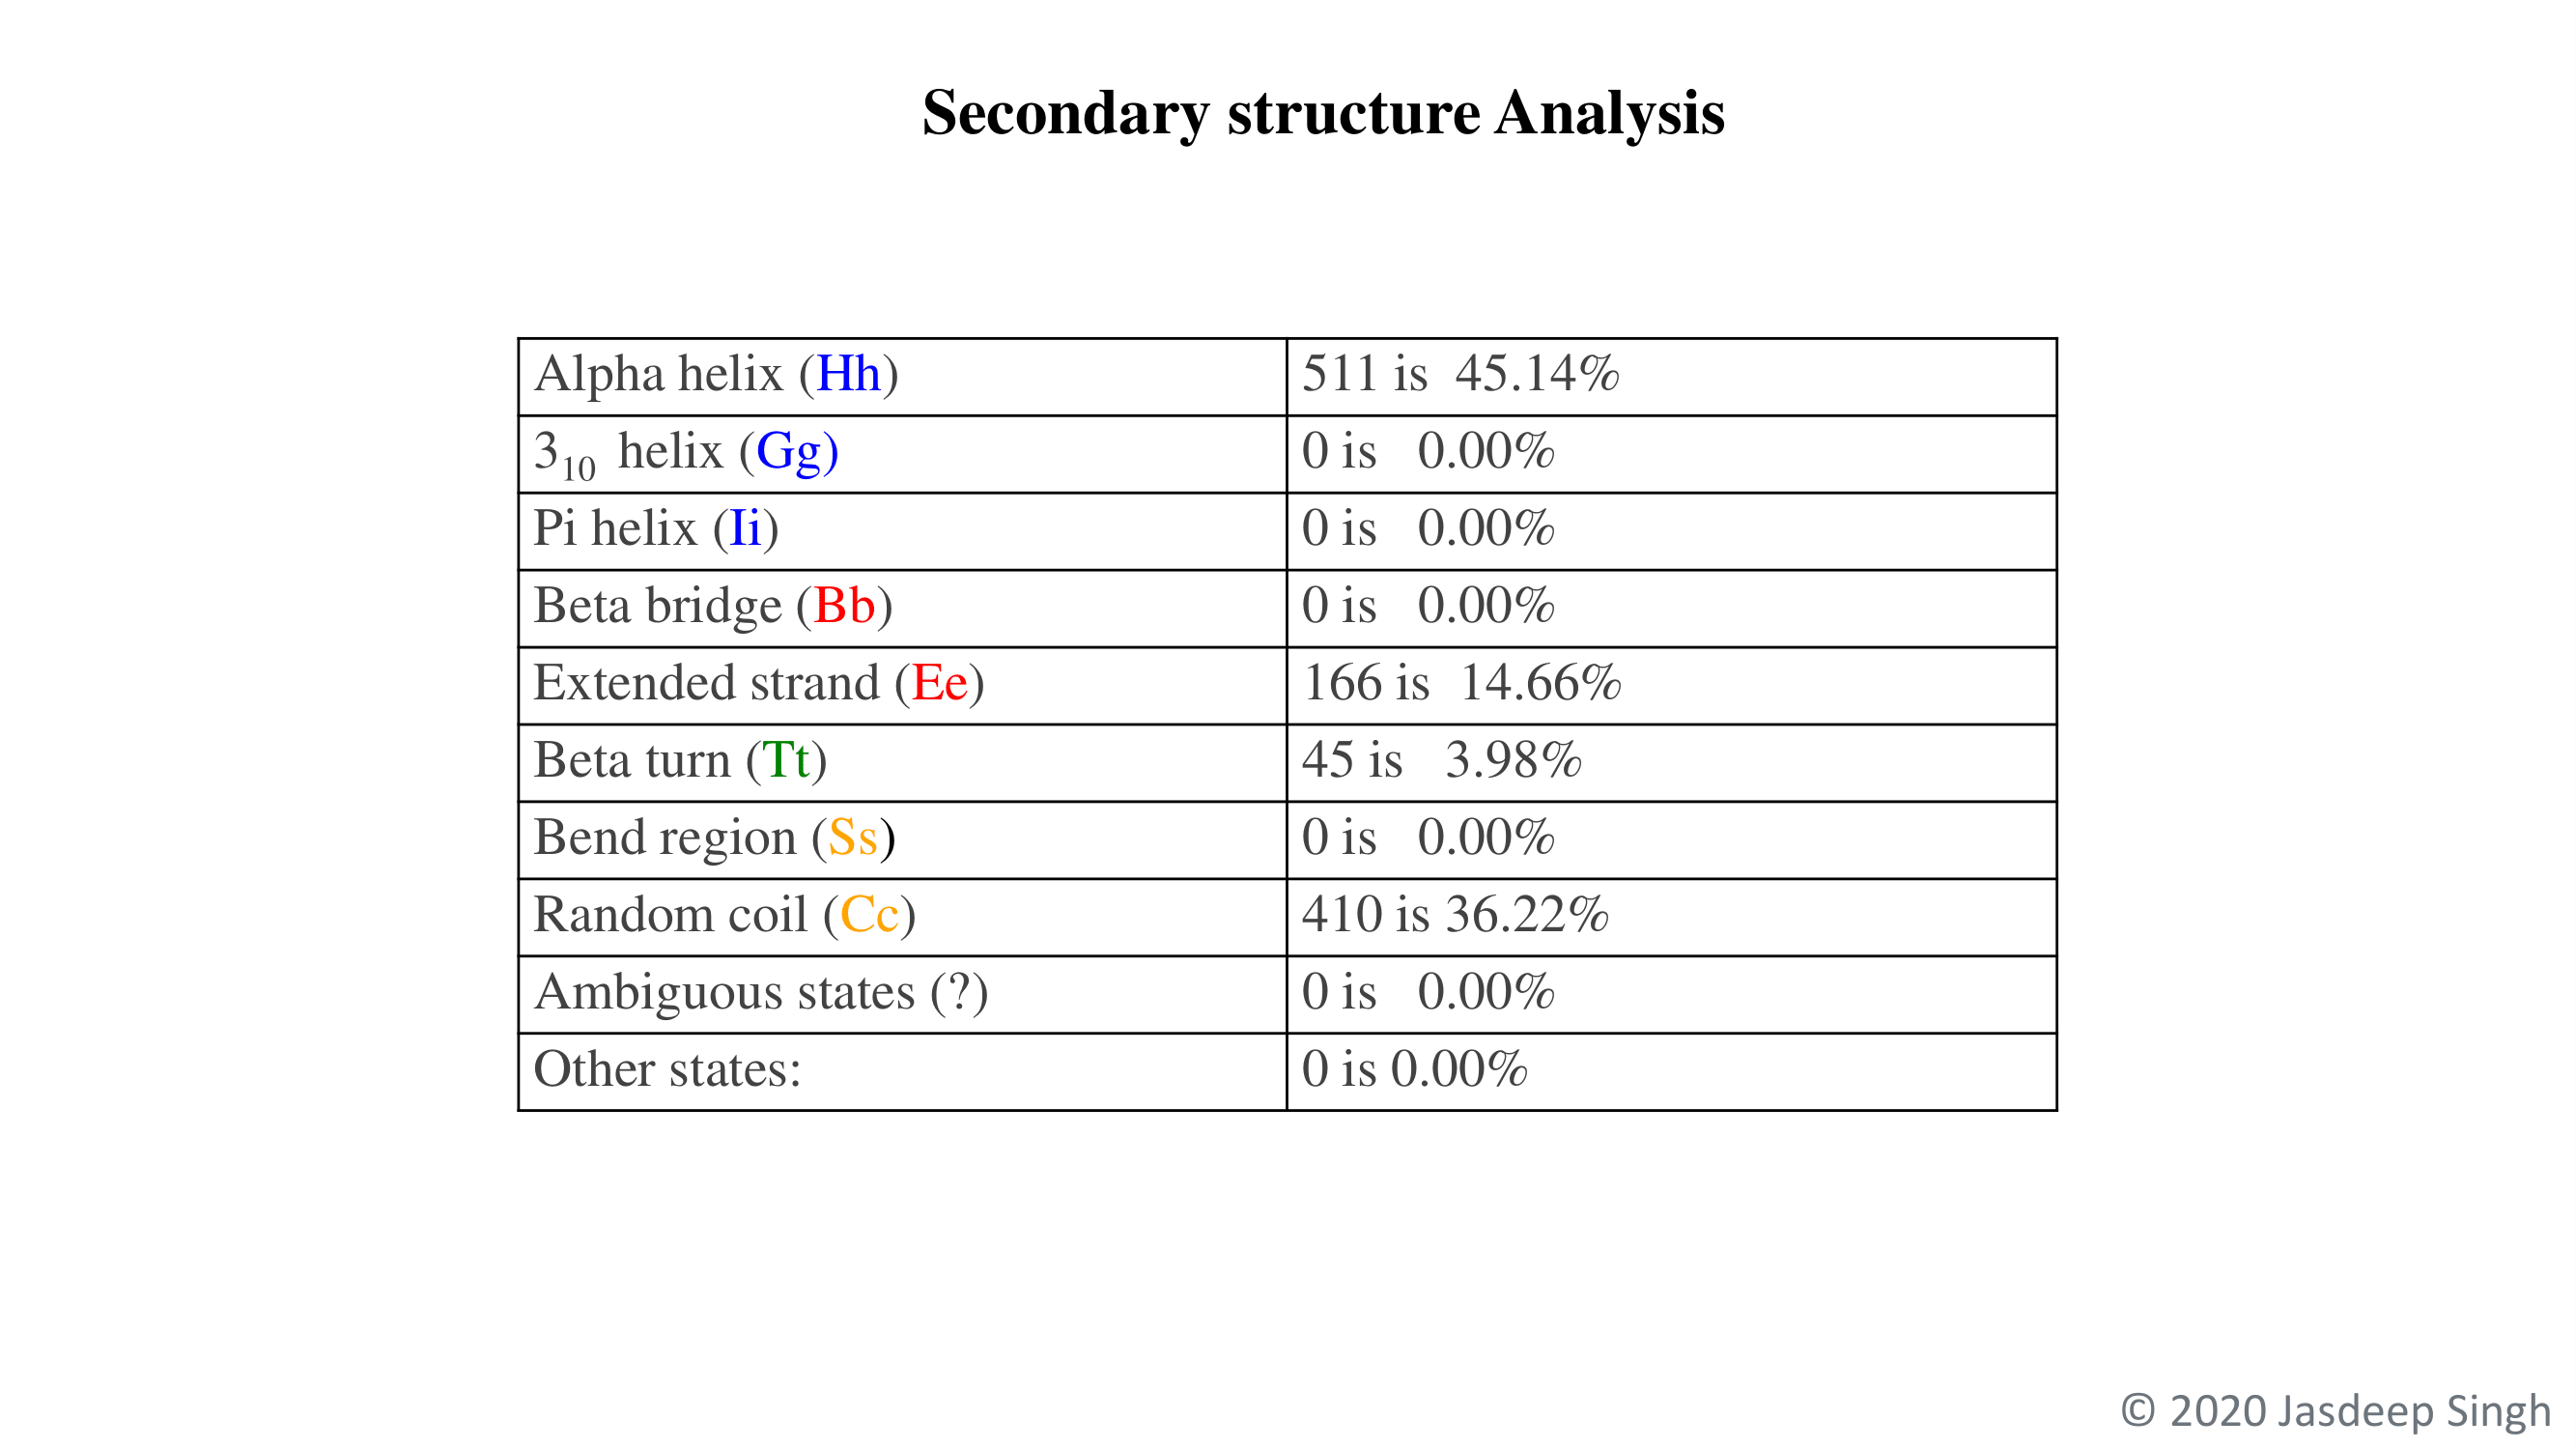 Secondary structure Analysis
Alpha helix (Hh) 511 is 45.14%
3₁₀ helix (Gg) 0 is 0.00%
Pi helix (Ii) 0 is 0.00%
Beta bridge (Bb) 0 is 0.00%
Extended strand (Ee) 166 is 14.66%
Beta turn (Tt) 45 is 3.98%
Bend region (Ss) 0 is 0.00%
Random coil (Cc) 410 is 36.22%
Ambiguous states (?) 0 is 0.00%
Other states: 0 is 0.00%
© 2020 Jasdeep Singh